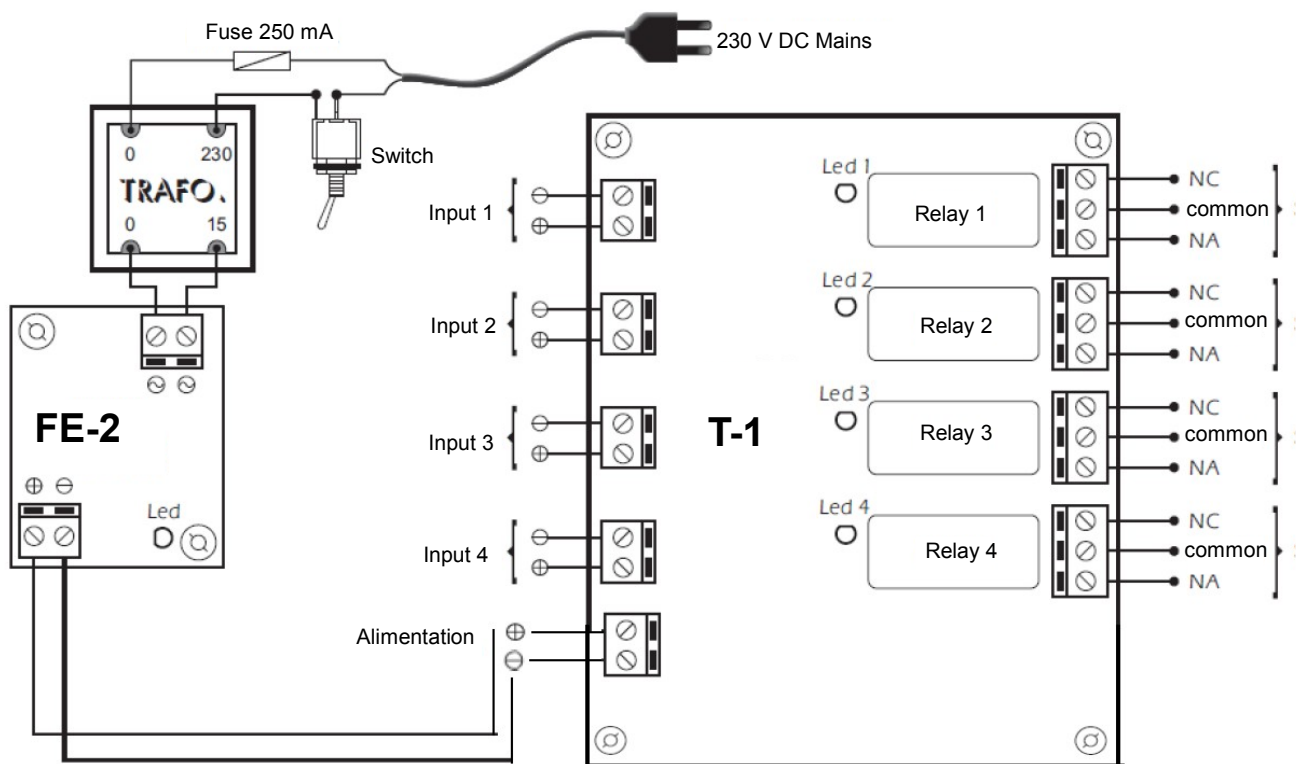 Fuse 250 mA
230 V DC Mains
Switch
0 230
TRAFO.
0 15
FE-2
Led
Input 1
Input 2
Input 3
Input 4
Alimentation
T-1
Led 1
Relay 1
NC
common
NA
Led 2
Relay 2
NC
common
NA
Led 3
Relay 3
NC
common
NA
Led 4
Relay 4
NC
common
NA